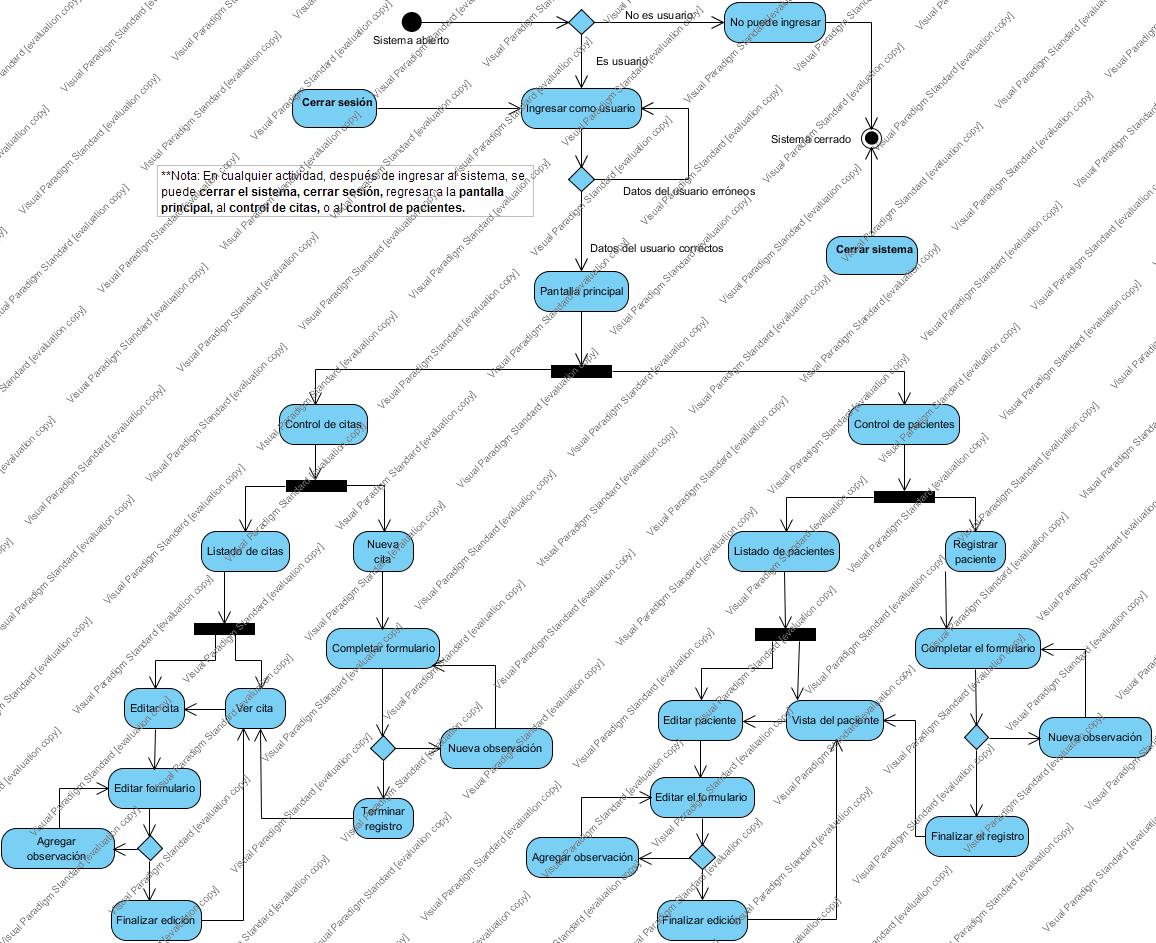 No es usuario
No puede ingresar
Sistema abierto
Es usuario
Cerrar sesión
Ingresar como usuario
Sistema cerrado
**Nota: En cualquier actividad, después de ingresar al sistema, se
puede cerrar el sistema, cerrar sesión, regresar a la pantalla
principal, al control de citas, o al control de pacientes.
Datos del usuario erróneos
Datos del usuario correctos
Cerrar sistema
Pantalla principal
Control de citas
Control de pacientes
Listado de citas
Nueva
cita
Listado de pacientes
Registrar
paciente
Completar formulario
Completar el formulario
Editar cita
Ver cita
Editar paciente
Vista del paciente
Nueva observación
Nueva observación
Editar formulario
Terminar
registro
Editar el formulario
Finalizar el registro
Agregar
observación
Agregar observación
Finalizar edición
Finalizar edición
Visual Paradigm Standard [evaluation copy]